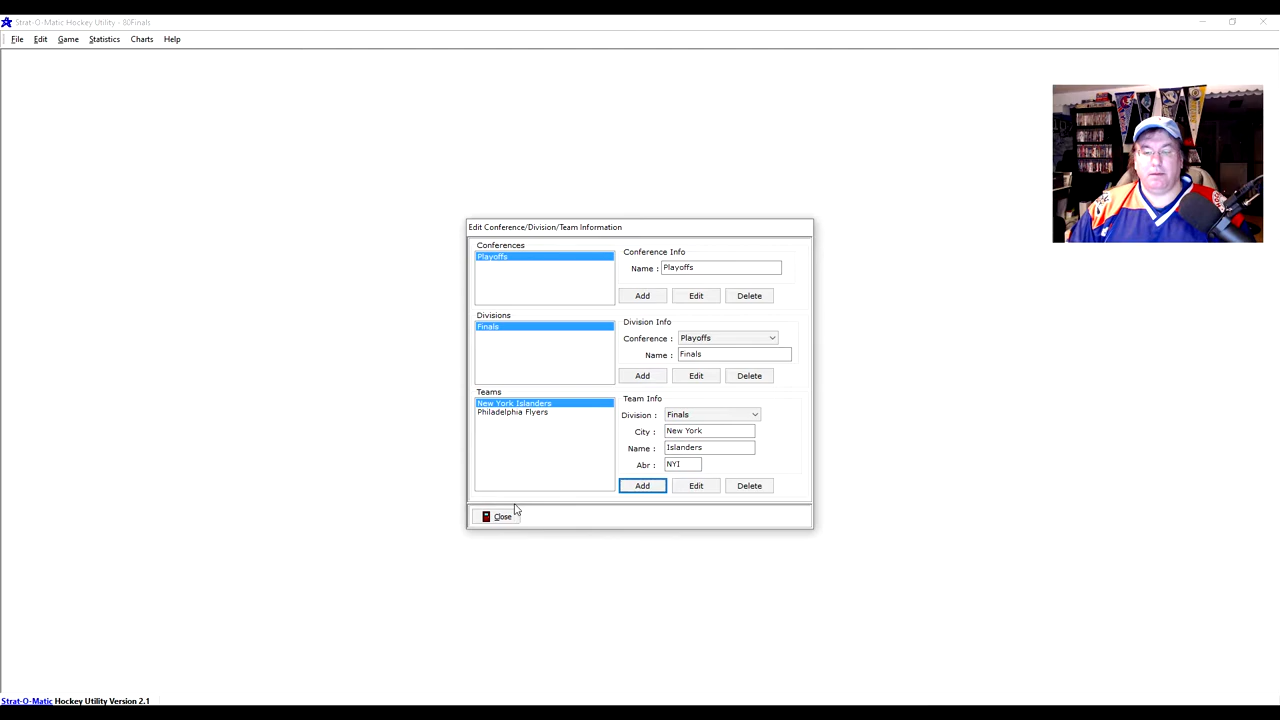 Strat-O-Matic Hockey Utility - 80Finals
File Edit Game Statistics Charts Help
Edit Conference/Division/Team Information
Conferences
Playoffs
Conference Info
Name : Playoffs
Add Edit Delete
Divisions
Finals
Division Info
Conference : Playoffs
Name : Finals
Add Edit Delete
Teams
New York Islanders
Philadelphia Flyers
Team Info
Division : Finals
City : New York
Name : Islanders
Abr : NYI
Add Edit Delete
Close
Strat-O-Matic Hockey Utility Version 2.1